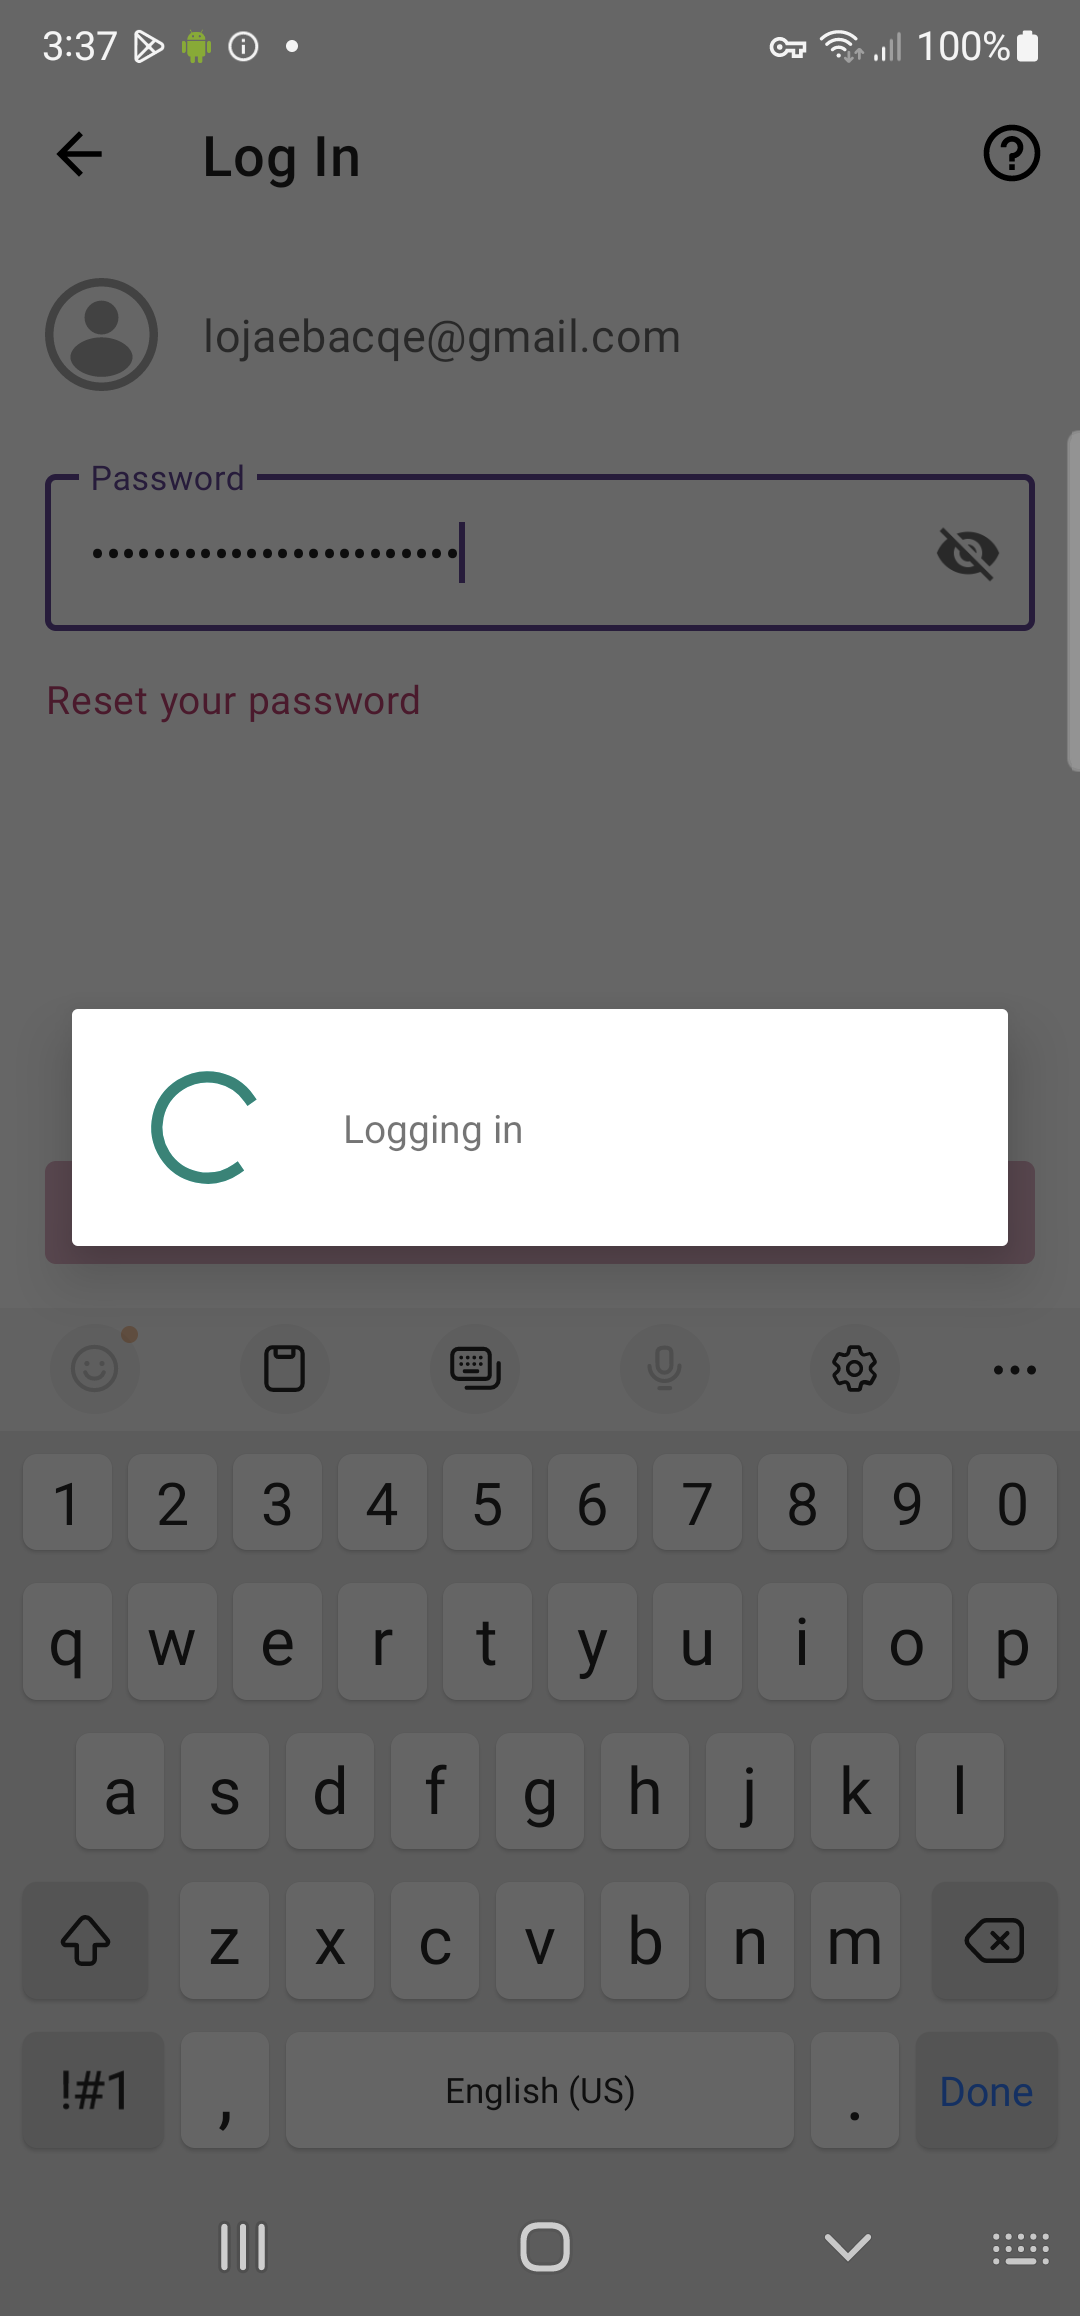 3:37
100%
Log In
lojaebacqe@gmail.com
Password
•••••••••••••••••••••••• 
Reset your password
Logging in
1 2 3 4 5 6 7 8 9 0
q w e r t y u i o p
a s d f g h j k l
z x c v b n m
!#1 , English (US) . Done